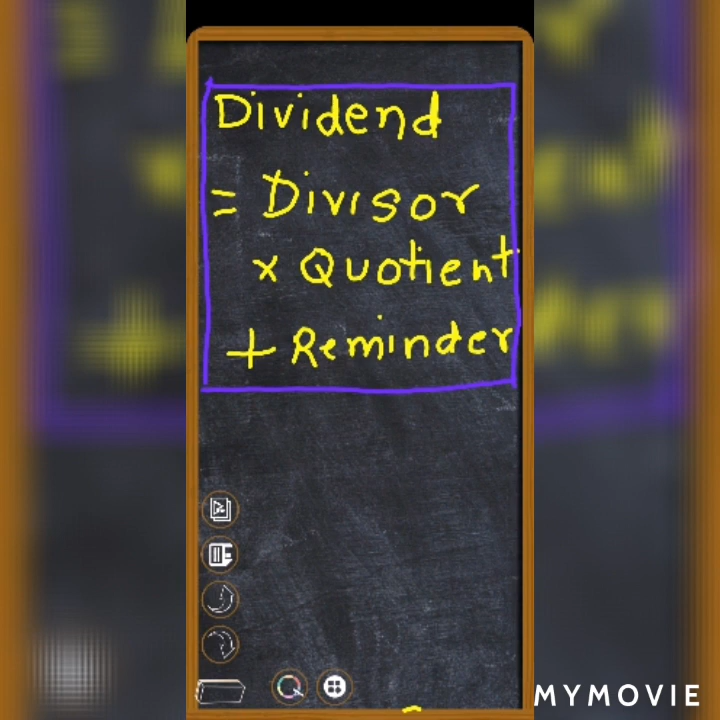 Dividend
= Divisor
x Quotient
+ Reminder
MYMOVIE